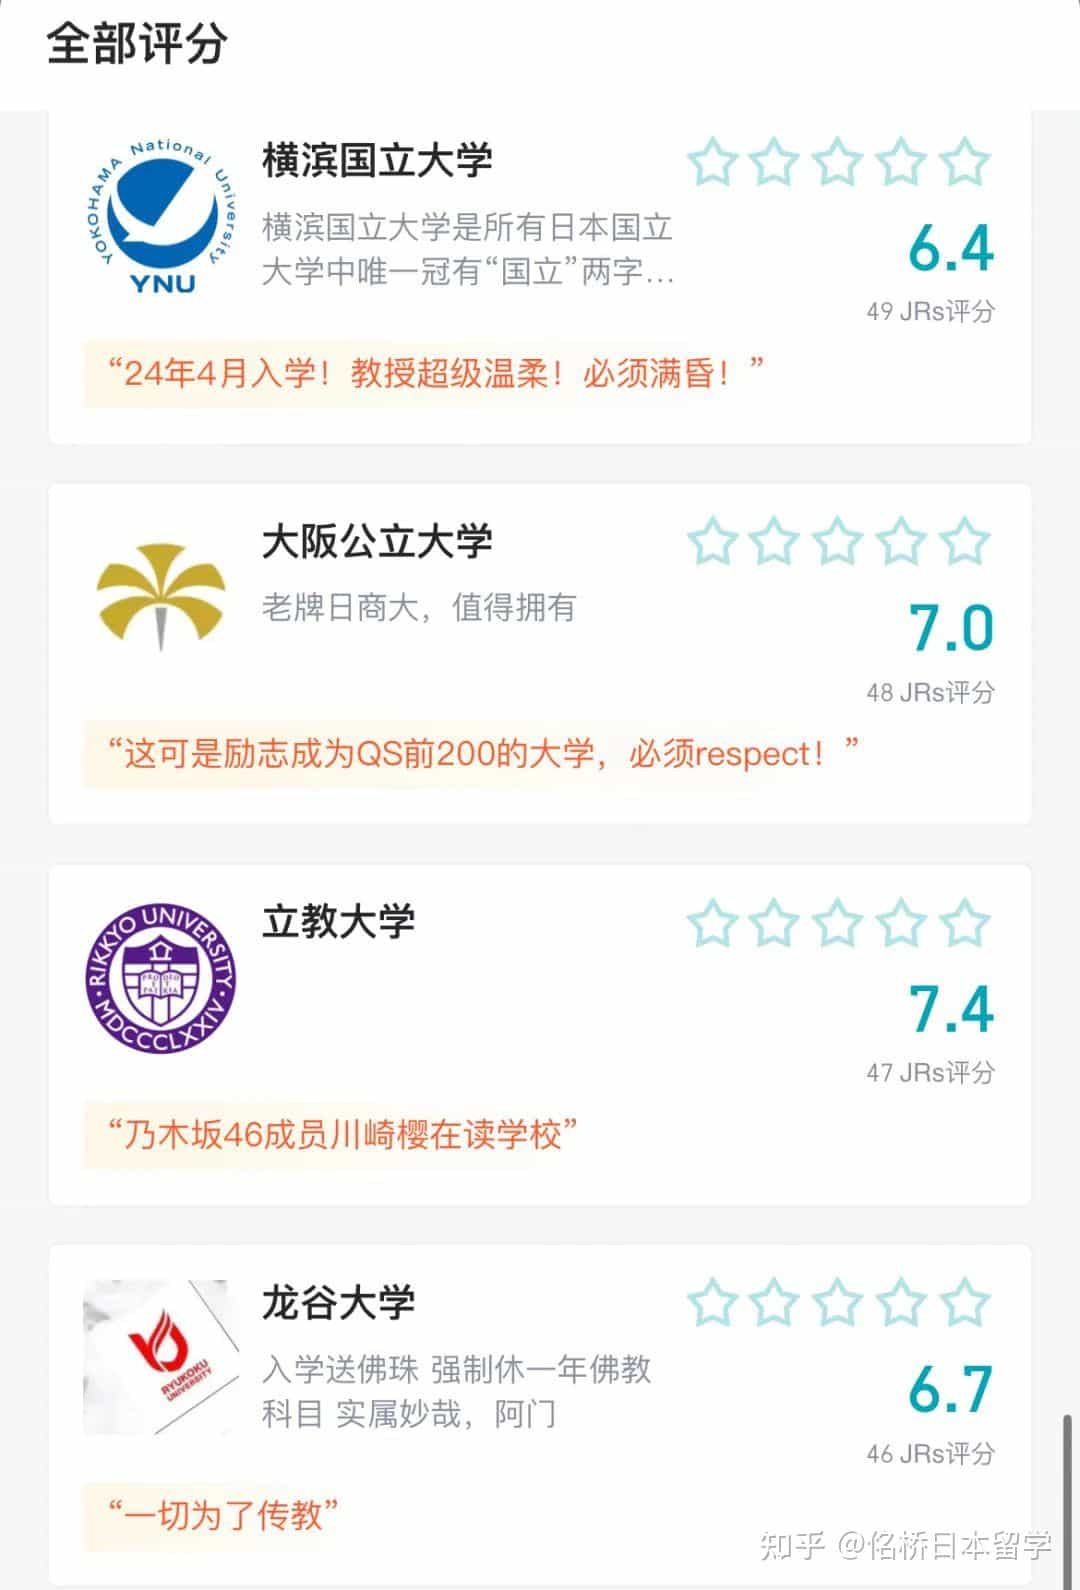 全部评分
YOKOHAMA National University
YNU
横滨国立大学
横滨国立大学是所有日本国立
大学中唯一冠有“国立”两字...
6.4
49 JRs评分
“24年4月入学！教授超级温柔！必须满昏！”
大阪公立大学
老牌日商大，值得拥有
7.0
48 JRs评分
“这可是励志成为QS前200的大学，必须respect！”
RIKKYO UNIVERSITY
MDCCCLXXIV
立教大学
7.4
47 JRs评分
“乃木坂46成员川崎樱在读学校”
RYUKOKU
UNIVERSITY
龙谷大学
入学送佛珠 强制休一年佛教
科目 实属妙哉，阿门
6.7
46 JRs评分
“一切为了传教”
知乎 @佲桥日本留学